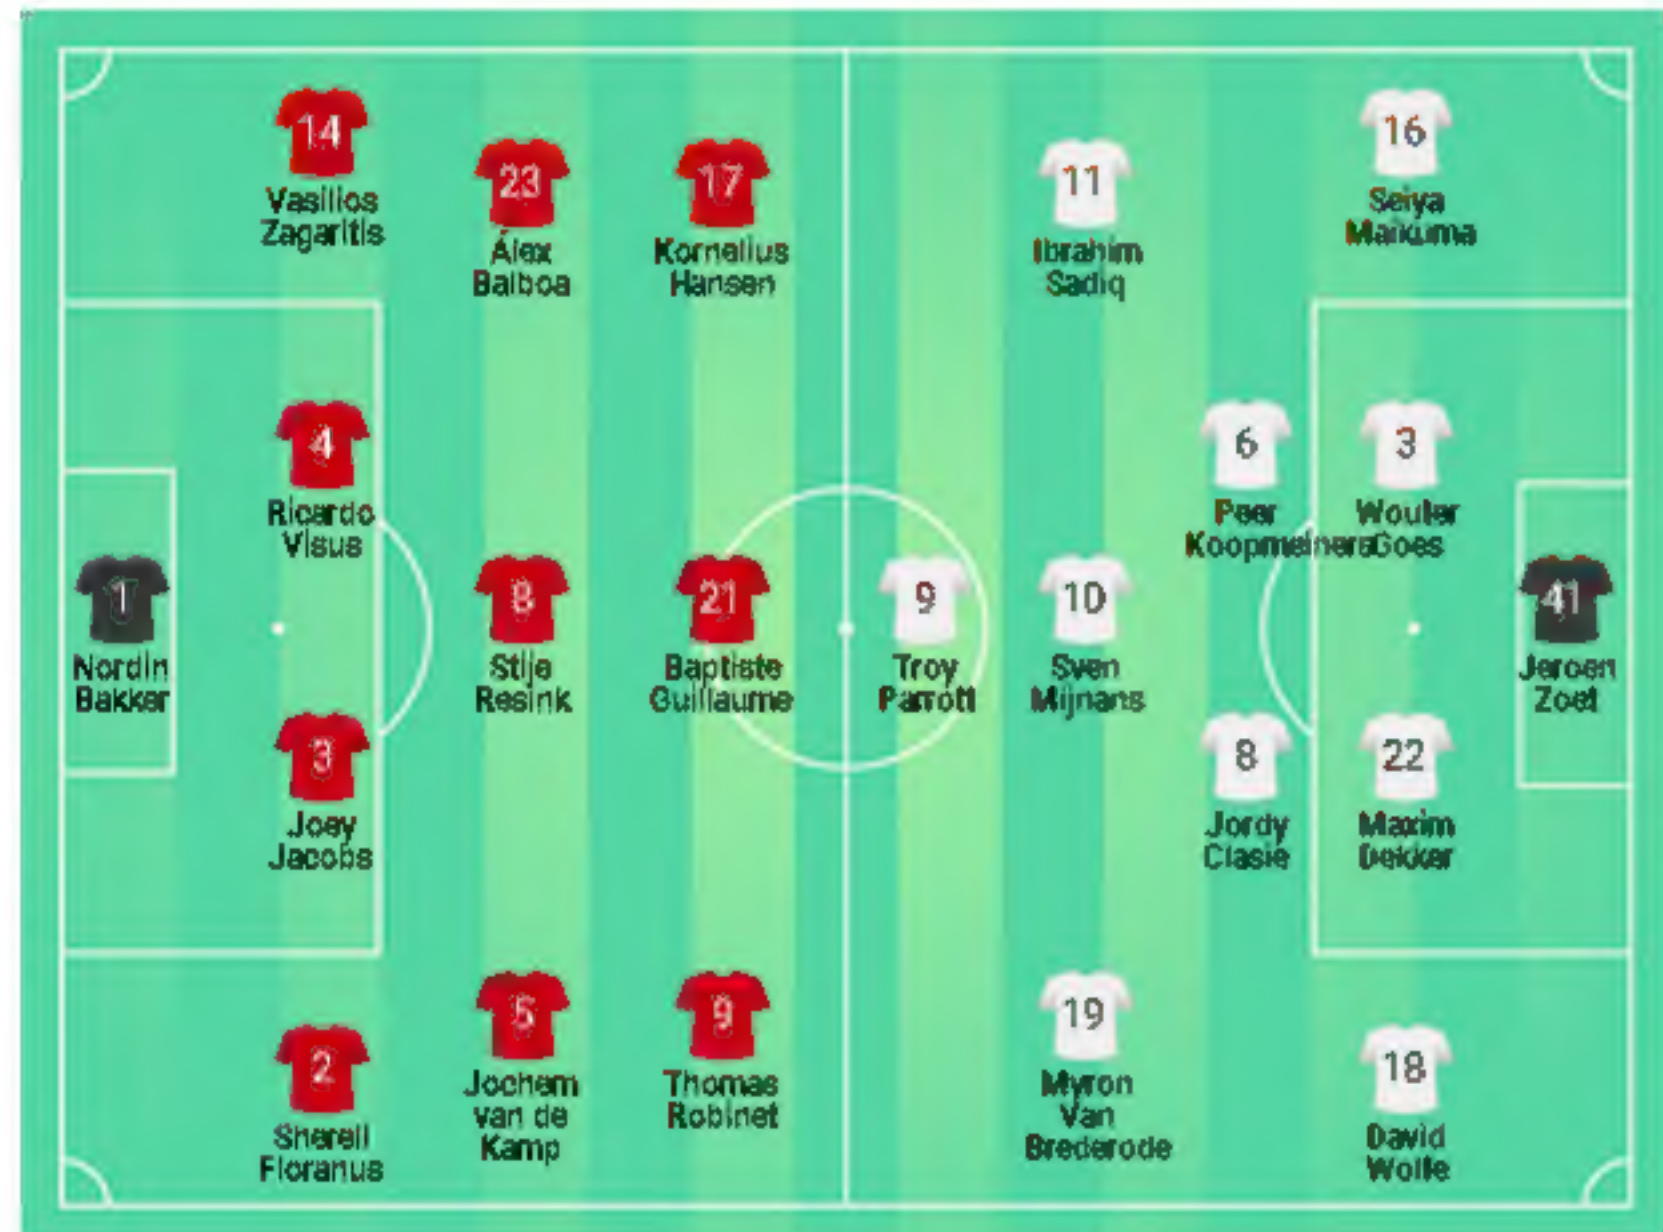 14
Vasilios
Zagaritis
23
Álex
Balboa
17
Kornelius
Hansen
11
Ibrahim
Sadiq
16
Seiya
Maikuma
4
Ricardo
Visus
6
Peer
Koopmeiners
3
Wouter
Goes
1
Nordin
Bakker
8
Stije
Resink
21
Baptiste
Guillaume
9
Troy
Parrott
10
Sven
Mijnans
41
Jeroen
Zoet
3
Joey
Jacobs
8
Jordy
Clasie
22
Maxim
Dekker
2
Sherell
Floranus
5
Jochem
van de
Kamp
9
Thomas
Robinet
19
Myron
Van
Brederode
18
David
Wolfe